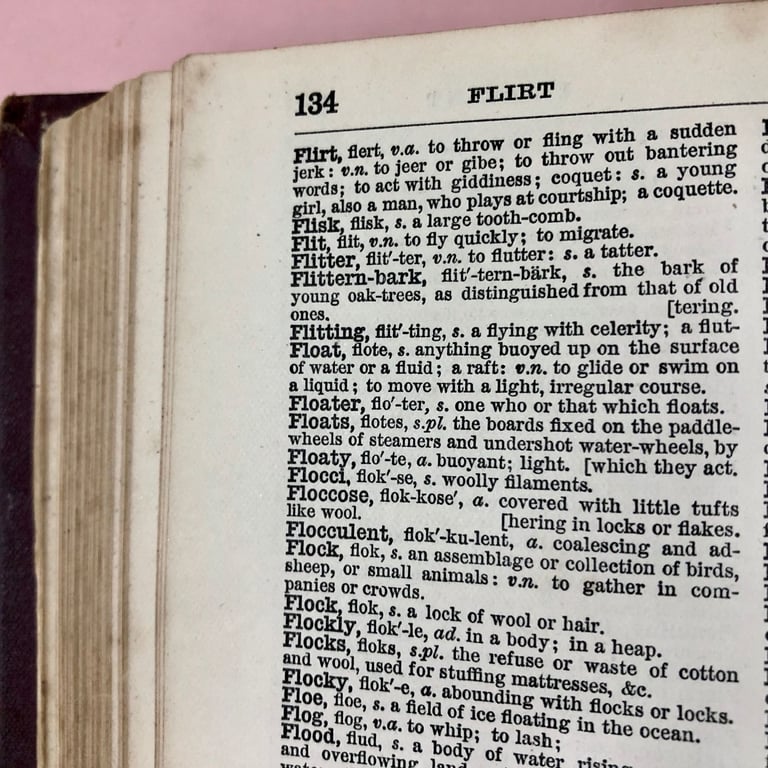 134 FLIRT
Flirt, flert, v.a. to throw or fling with a sudden
jerk: v.n. to jeer or gibe; to throw out bantering
words; to act with giddiness; coquet: s. a young
girl, also a man, who plays at courtship; a coquette.
Flisk, flisk, s. a large tooth-comb.
Flit, flit, v.n. to fly quickly; to migrate.
Flitter, flit′-ter, v.n. to flutter: s. a tatter.
Flittern-bark, flit′-tern-bärk, s. the bark of
young oak-trees, as distinguished from that of old
ones. [tering.
Flitting, flit′-ting, s. a flying with celerity; a flut-
Float, flote, s. anything buoyed up on the surface
of water or a fluid; a raft: v.n. to glide or swim on
a liquid; to move with a light, irregular course.
Floater, flo′-ter, s. one who or that which floats.
Floats, flotes, s.pl. the boards fixed on the paddle-
wheels of steamers and undershot water-wheels, by
Floaty, flo′-te, a. buoyant; light. [which they act.
Flocci, flok′-se, s. woolly filaments.
Floccose, flok-kose′, a. covered with little tufts
like wool. [hering in locks or flakes.
Flocculent, flok′-ku-lent, a. coalescing and ad-
Flock, flok, s. an assemblage or collection of birds,
sheep, or small animals: v.n. to gather in com-
panies or crowds.
Flock, flok, s. a lock of wool or hair.
Flockly, flok′-le, ad. in a body; in a heap.
Flocks, floks, s.pl. the refuse or waste of cotton
and wool, used for stuffing mattresses, &c.
Flocky, flok′-e, a. abounding with flocks or locks.
Floe, floe, s. a field of ice floating in the ocean.
Flog, flog, v.a. to whip; to lash;
Flood, flud, s. a body of water rising
and overflowing land